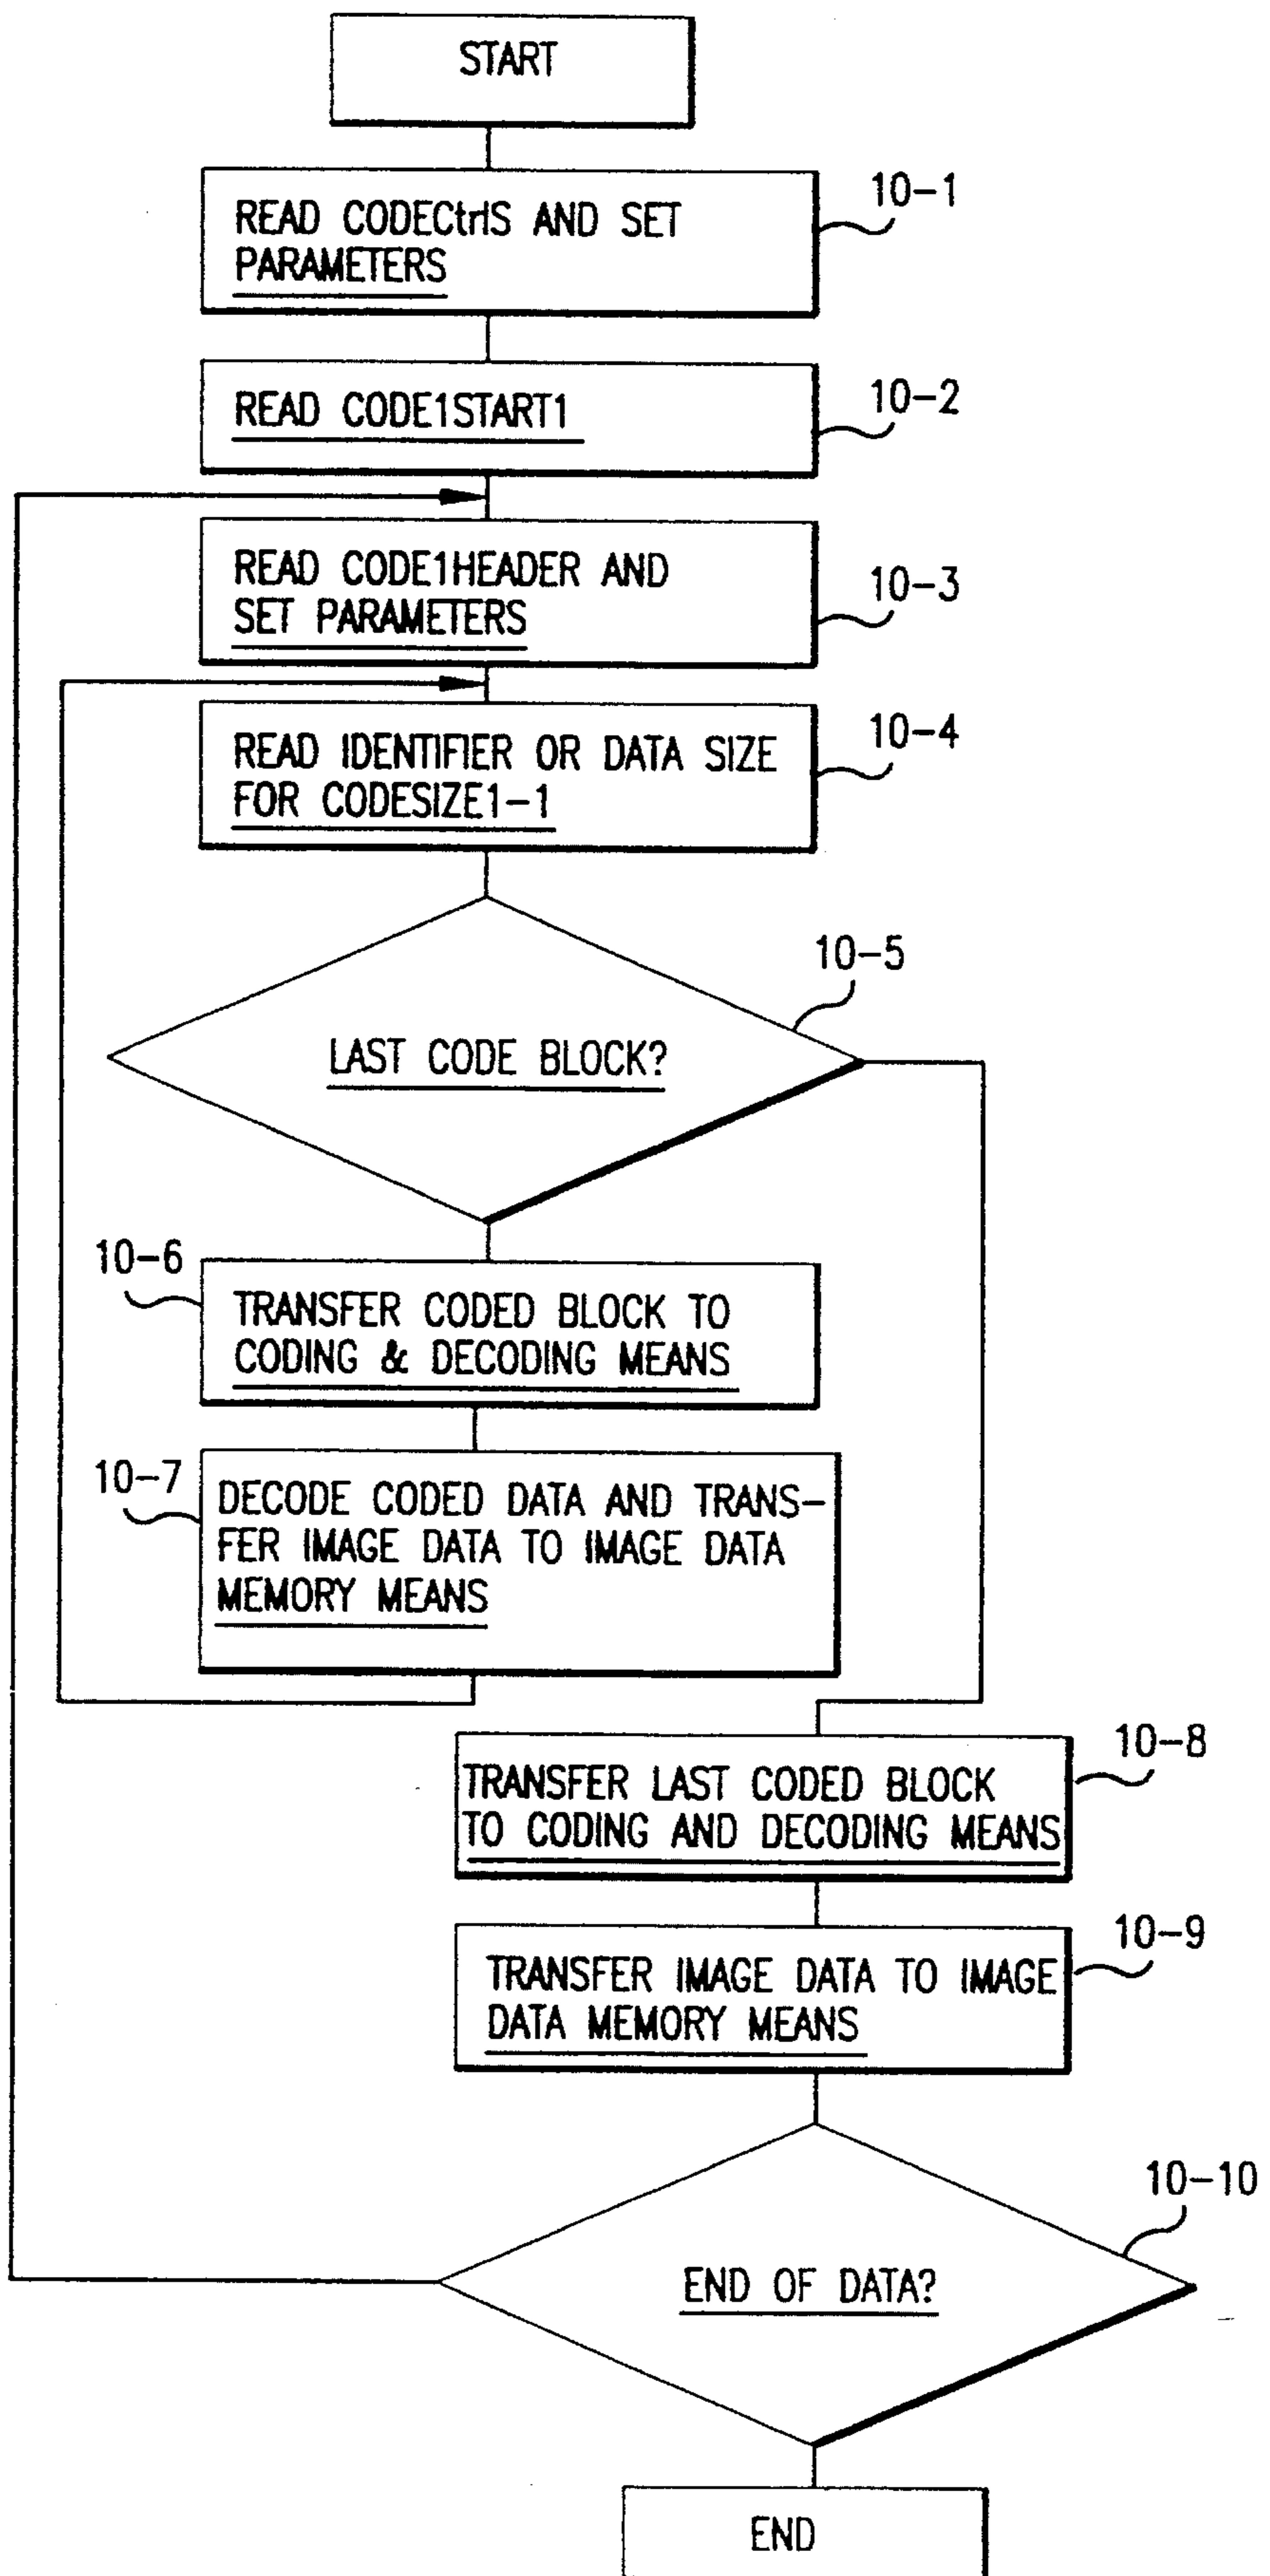 START
10-1
READ CODECtrlS AND SET
PARAMETERS
10-2
READ CODE1START1
10-3
READ CODE1HEADER AND
SET PARAMETERS
10-4
READ IDENTIFIER OR DATA SIZE
FOR CODESIZE1-1
10-5
LAST CODE BLOCK?
10-6
TRANSFER CODED BLOCK TO
CODING & DECODING MEANS
10-7
DECODE CODED DATA AND TRANS-
FER IMAGE DATA TO IMAGE DATA
MEMORY MEANS
10-8
TRANSFER LAST CODED BLOCK
TO CODING AND DECODING MEANS
10-9
TRANSFER IMAGE DATA TO IMAGE
DATA MEMORY MEANS
10-10
END OF DATA?
END